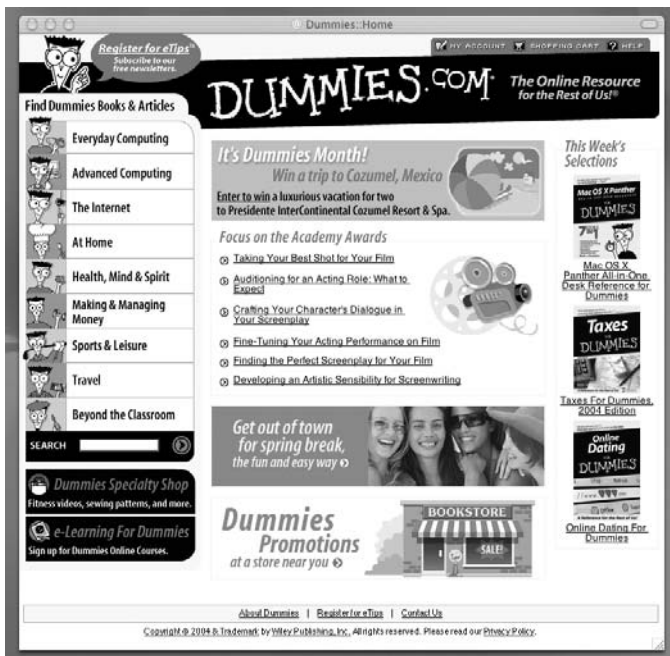 Dummies::Home
Register for eTips™
Subscribe to our
free newsletters.
MY ACCOUNT SHOPPING CART ? HELP
DUMMIES.COM®
The Online Resource
for the Rest of Us!®
Find Dummies Books & Articles
Everyday Computing
Advanced Computing
The Internet
At Home
Health, Mind & Spirit
Making & Managing
Money
Sports & Leisure
Travel
Beyond the Classroom
SEARCH
Dummies Specialty Shop
Fitness videos, sewing patterns, and more.
e-Learning For Dummies
Sign up for Dummies Online Courses.
It's Dummies Month!
Win a trip to Cozumel, Mexico
Enter to win a luxurious vacation for two
to Presidente InterContinental Cozumel Resort & Spa.
Focus on the Academy Awards
Taking Your Best Shot for Your Film
Auditioning for an Acting Role: What to
Expect
Crafting Your Character's Dialogue in
Your Screenplay
Fine-Tuning Your Acting Performance on Film
Finding the Perfect Screenplay for Your Film
Developing an Artistic Sensibility for Screenwriting
Get out of town
for spring break,
the fun and easy way
Dummies
Promotions
at a store near you
BOOKSTORE
SALE!
This Week's
Selections
Mac OS X Panther
DUMMIES
Mac OS X
Panther All-in-One
Desk Reference for
Dummies
Taxes
DUMMIES
Taxes For Dummies,
2004 Edition
Online
Dating
DUMMIES
Online Dating For
Dummies
About Dummies | Register for eTips | Contact Us
Copyright © 2004 & Trademark by Wiley Publishing, Inc. All rights reserved. Please read our Privacy Policy.